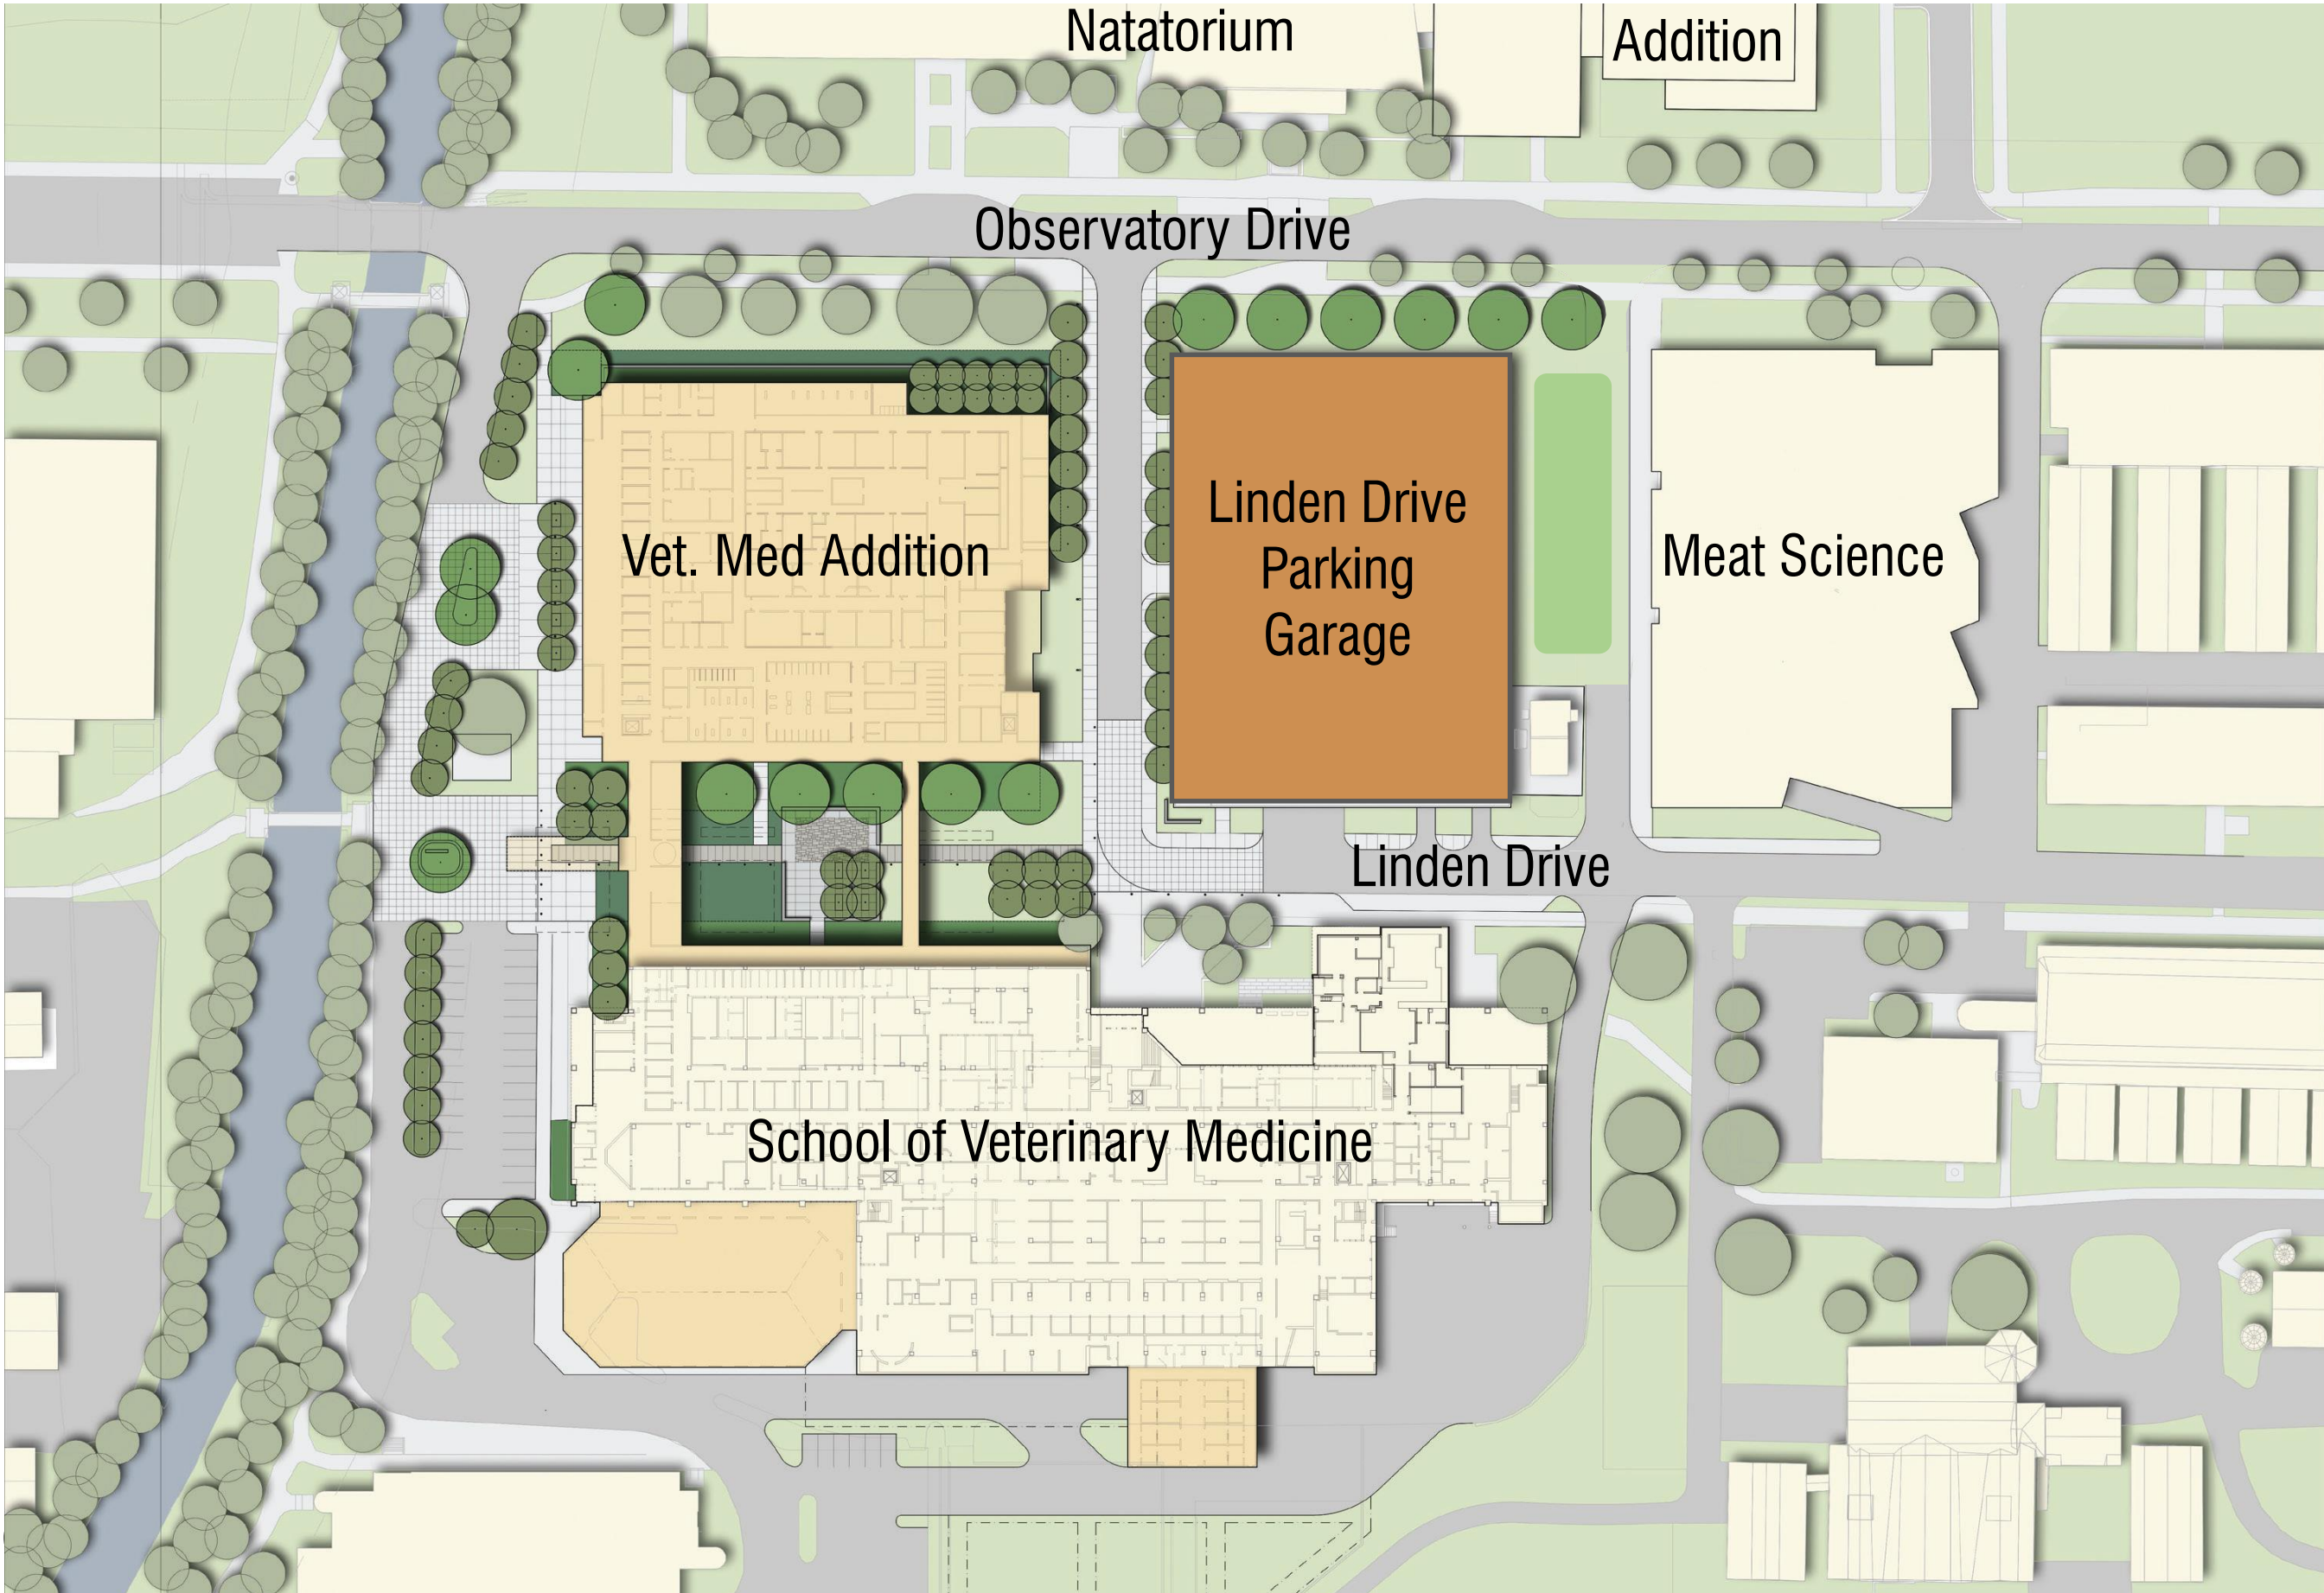 Natatorium
Addition
Observatory Drive
Vet. Med Addition
Linden Drive
Parking
Garage
Meat Science
Linden Drive
School of Veterinary Medicine